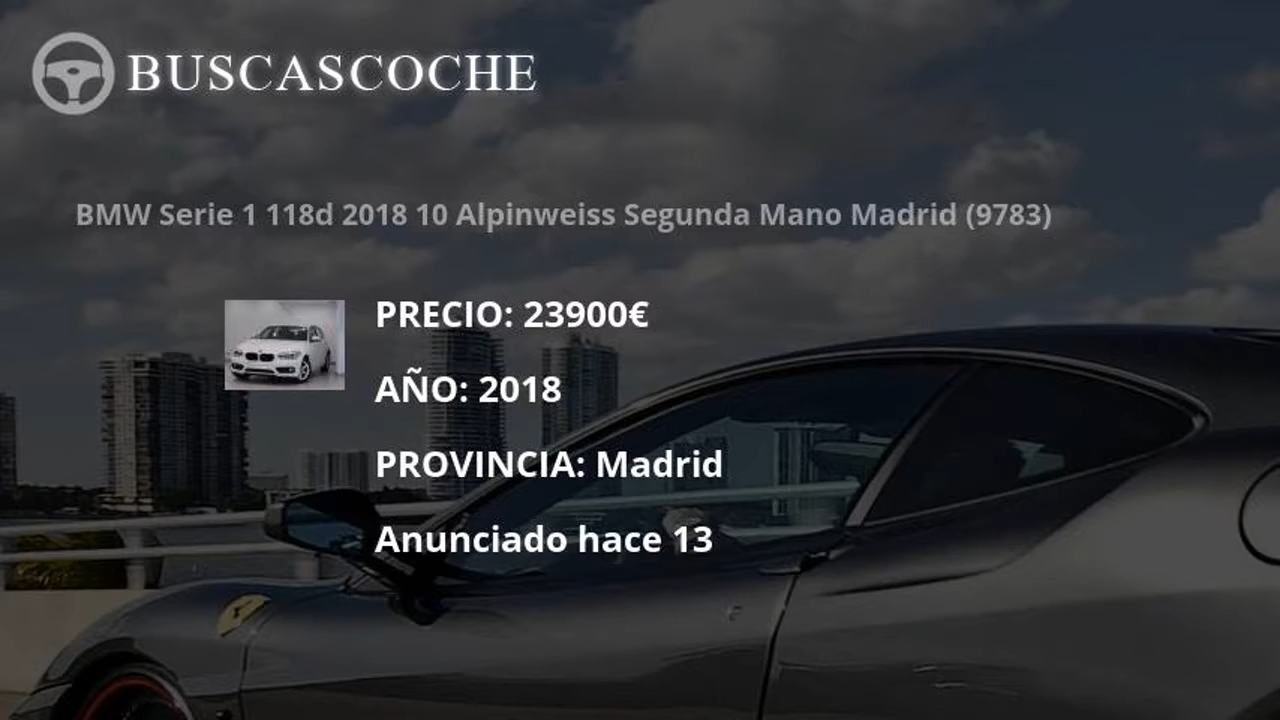 BUSCASCOCHE
BMW Serie 1 118d 2018 10 Alpinweiss Segunda Mano Madrid (9783)
PRECIO: 23900€
AÑO: 2018
PROVINCIA: Madrid
Anunciado hace 13